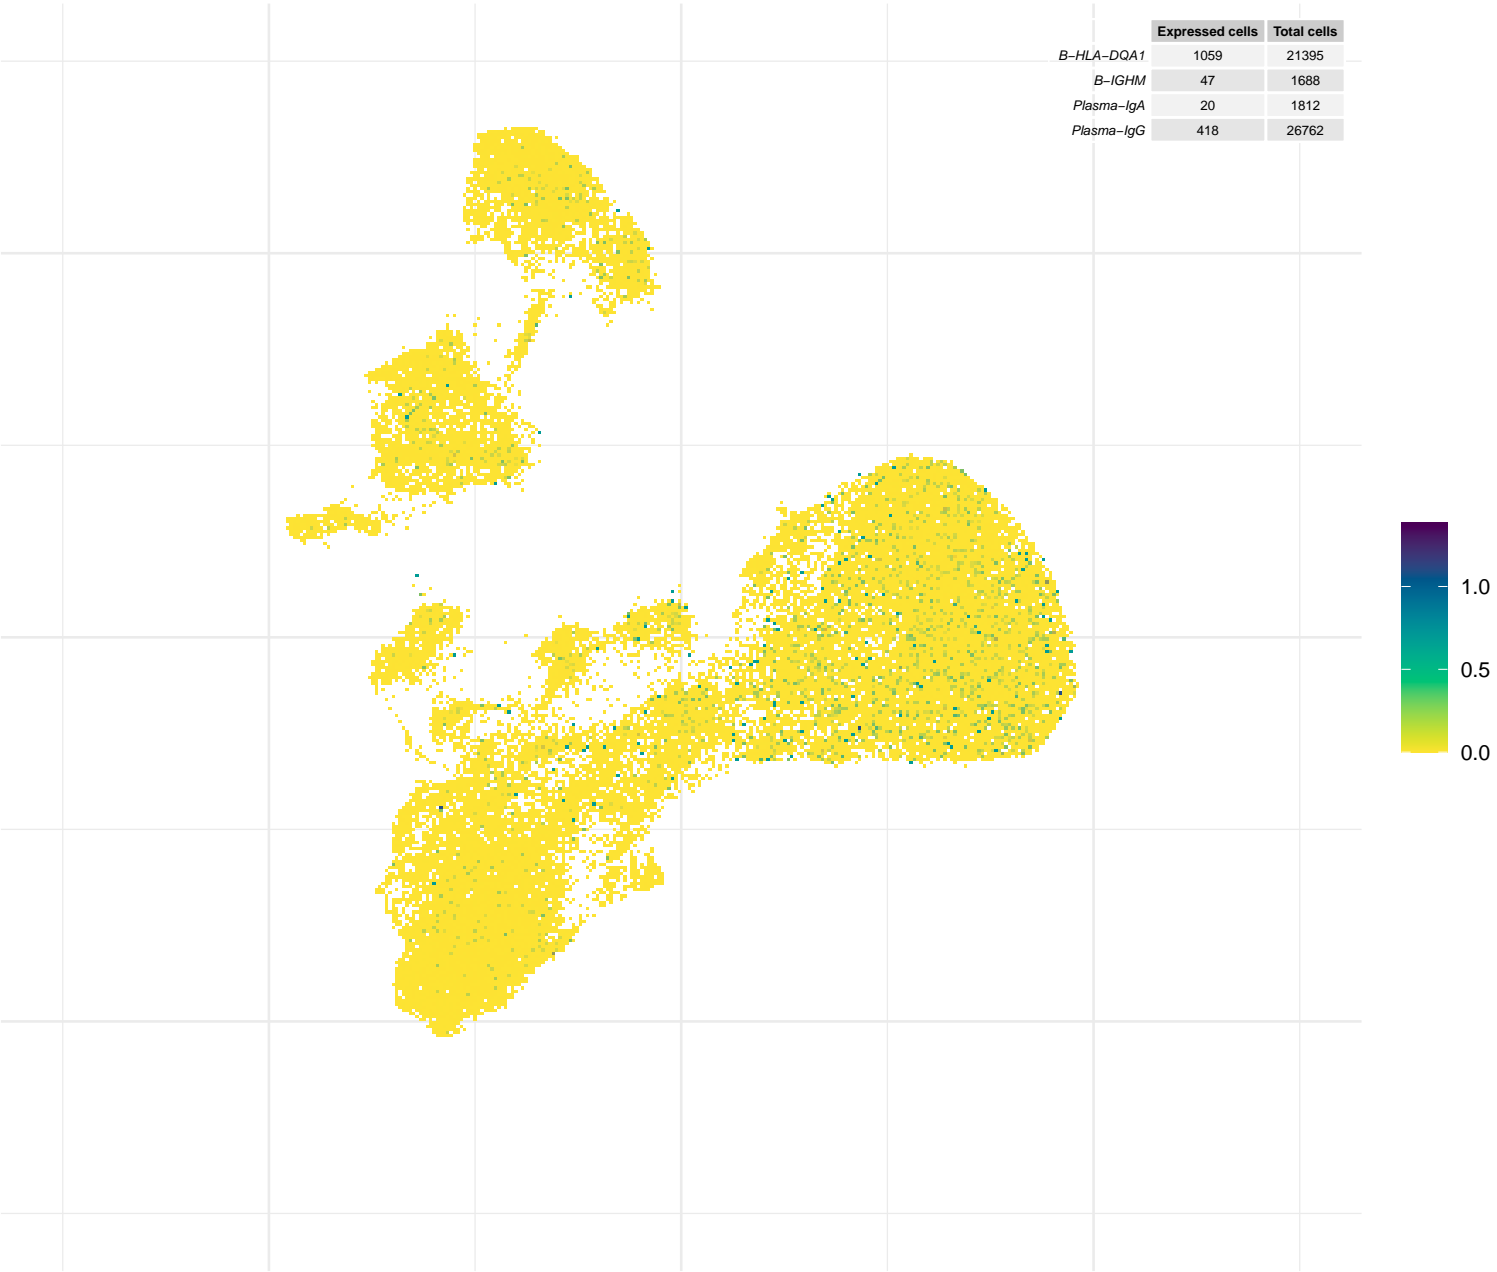 Expressed cells Total cells
B−HLA−DQA1 1059 21395
B−IGHM 47 1688
Plasma−IgA 20 1812
Plasma−IgG 418 26762
1.0
0.5
0.0